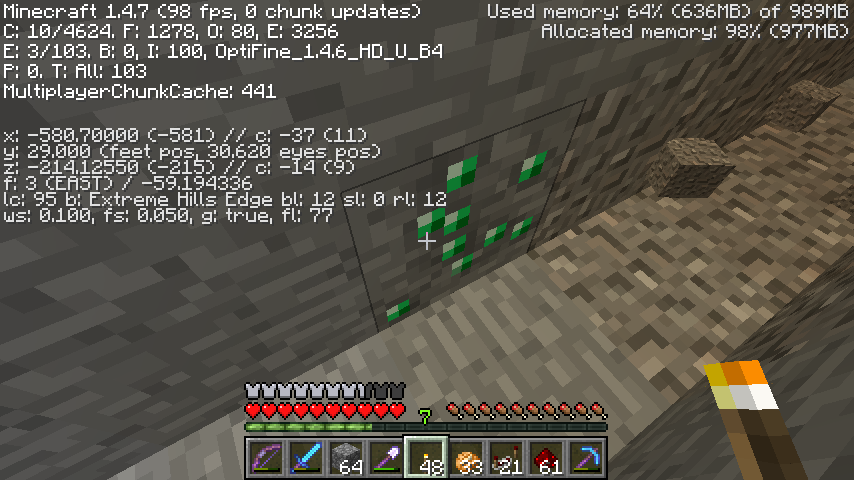 Minecraft 1.4.7 (98 fps, 0 chunk updates)
C: 10/4624, F: 1278, O: 80, E: 3256
E: 3/103. B: 0, I: 100, OptiFine_1.4.6_HD_U_B4
P: 0. T: All: 103
MultiplayerChunkCache: 441
Used memory: 64% (636MB) of 989MB
Allocated memory: 98% (977MB)
x: -580.70000 (-581) // c: -37 (11)
y: 29.000 (feet pos, 30.620 eyes pos)
z: -214.12550 (-215) // c: -14 (9)
f: 3 (EAST) / -59.194336
lc: 95 b: Extreme Hills Edge bl: 12 sl: 0 rl: 12
ws: 0.100, fs: 0.050, g: true, fl: 77
7
64 48 33 21 61